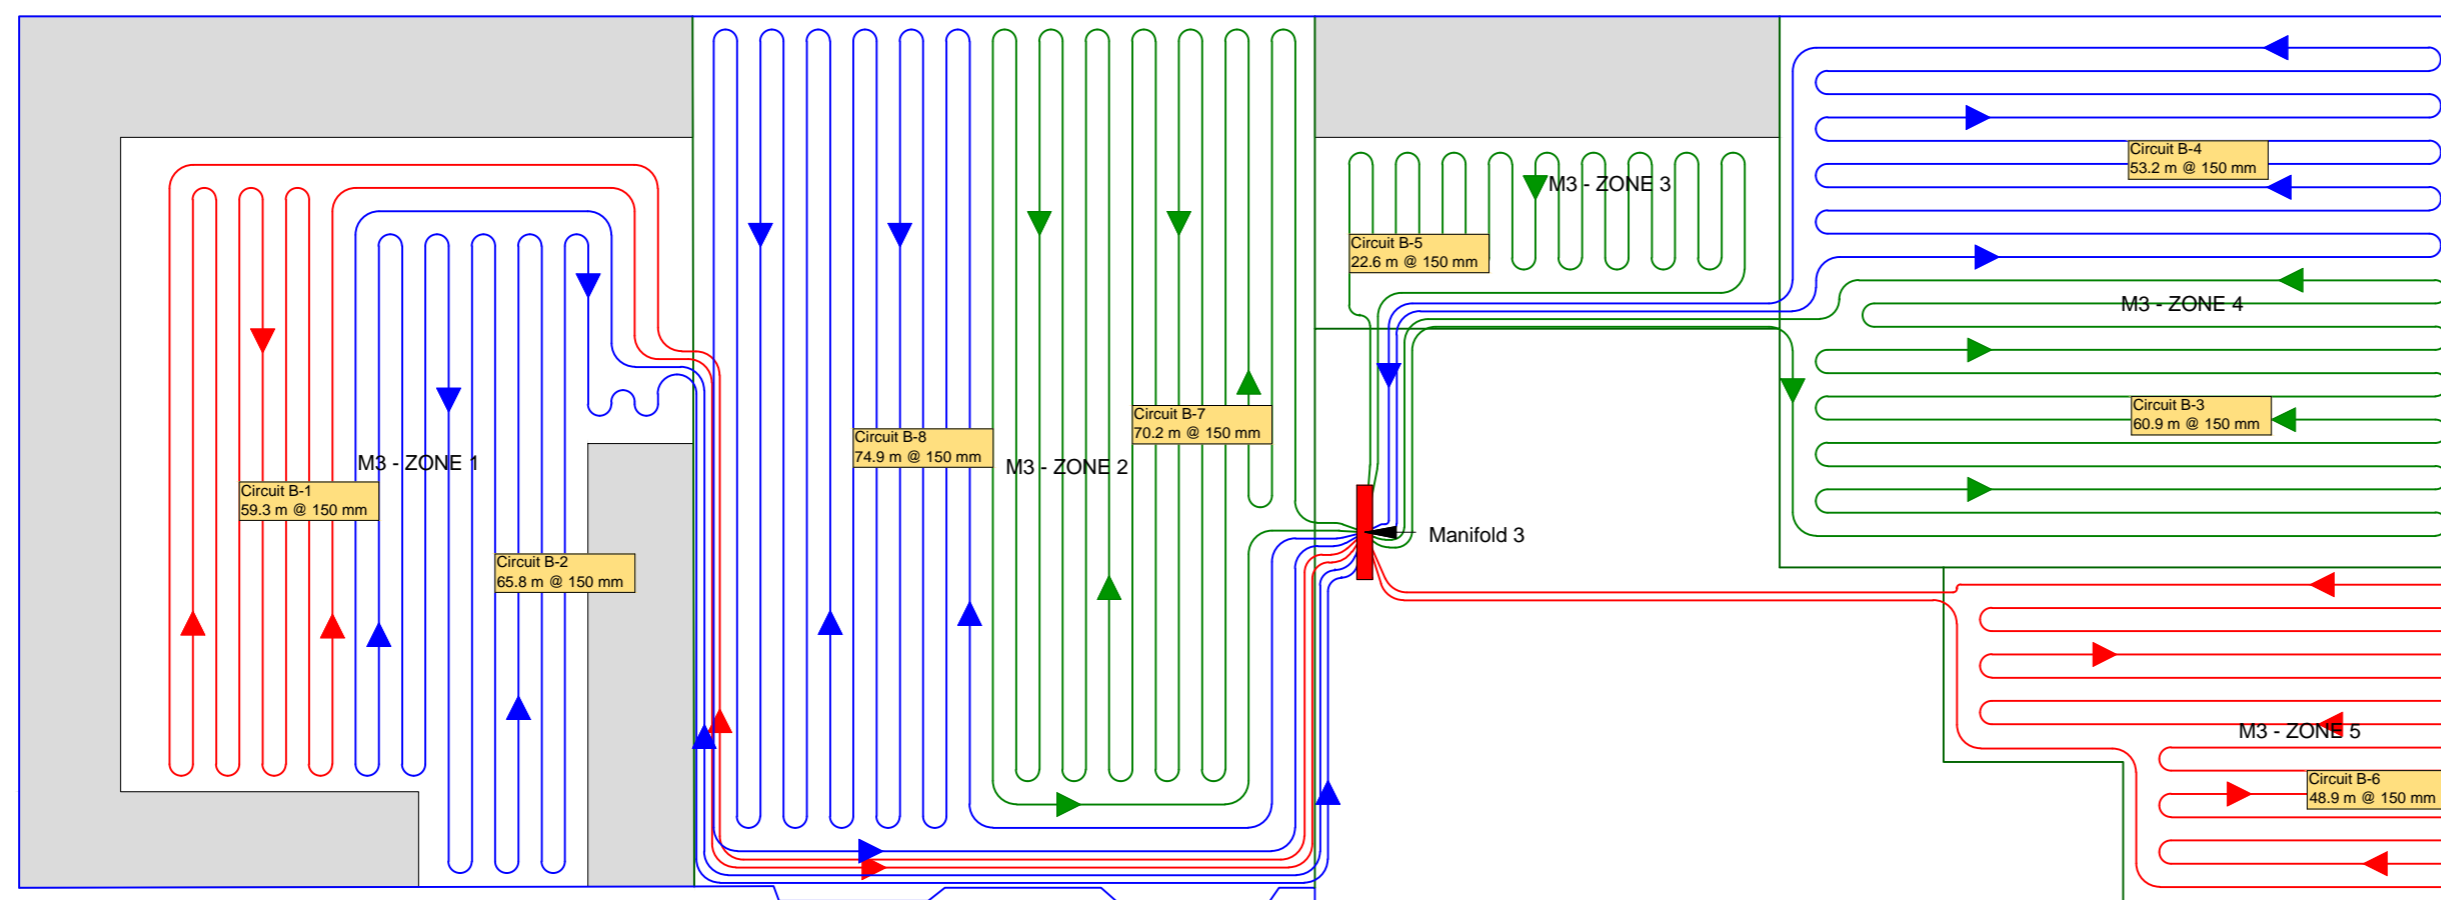 Circuit B-4
53.2 m @ 150 mm
M3 - ZONE 3
Circuit B-5
22.6 m @ 150 mm
M3 - ZONE 4
Circuit B-3
60.9 m @ 150 mm
Circuit B-7
70.2 m @ 150 mm
Circuit B-8
74.9 m @ 150 mm
M3 - ZONE 2
M3 - ZONE 1
Circuit B-1
59.3 m @ 150 mm
Manifold 3
Circuit B-2
65.8 m @ 150 mm
M3 - ZONE 5
Circuit B-6
48.9 m @ 150 mm